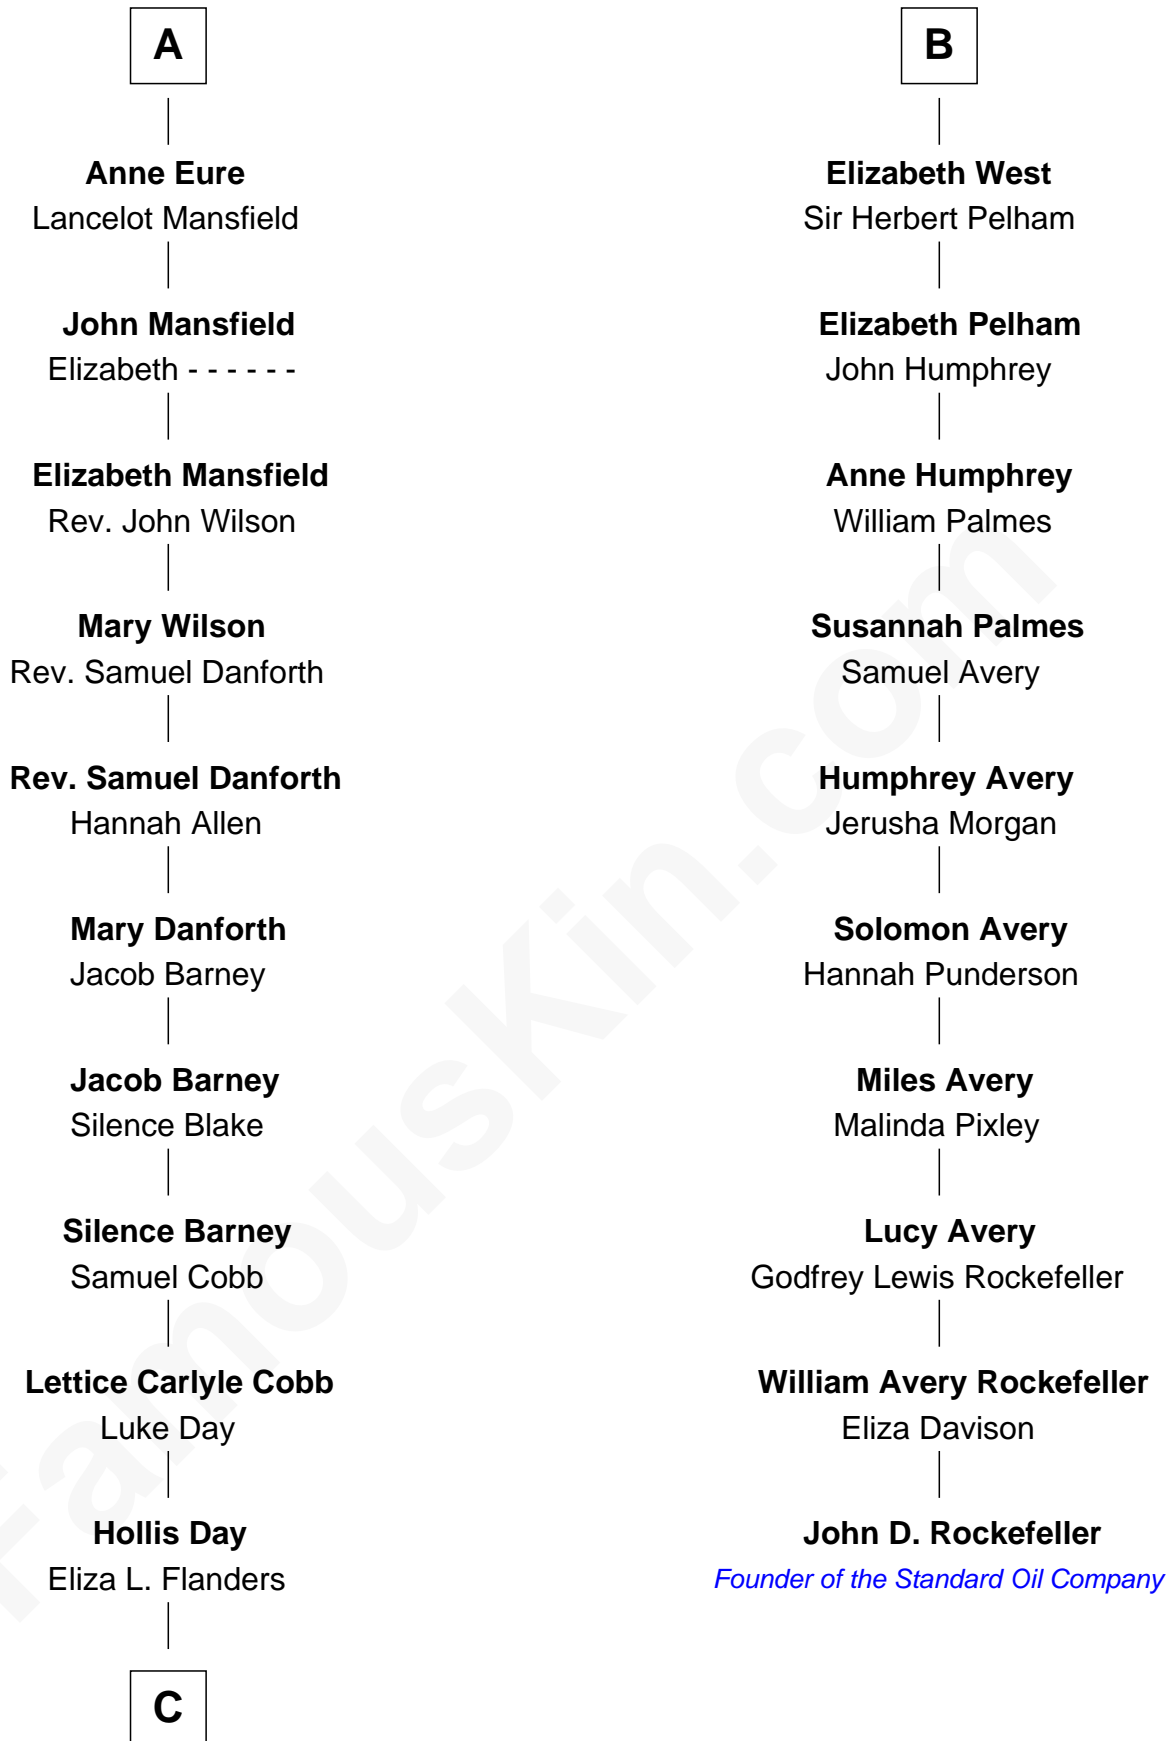 A
Anne Eure
Lancelot Mansfield
John Mansfield
Elizabeth - - - - - -
Elizabeth Mansfield
Rev. John Wilson
Mary Wilson
Rev. Samuel Danforth
Rev. Samuel Danforth
Hannah Allen
Mary Danforth
Jacob Barney
Jacob Barney
Silence Blake
Silence Barney
Samuel Cobb
Lettice Carlyle Cobb
Luke Day
Hollis Day
Eliza L. Flanders
C
B
Elizabeth West
Sir Herbert Pelham
Elizabeth Pelham
John Humphrey
Anne Humphrey
William Palmes
Susannah Palmes
Samuel Avery
Humphrey Avery
Jerusha Morgan
Solomon Avery
Hannah Punderson
Miles Avery
Malinda Pixley
Lucy Avery
Godfrey Lewis Rockefeller
William Avery Rockefeller
Eliza Davison
John D. Rockefeller
Founder of the Standard Oil Company
FamousKin.com